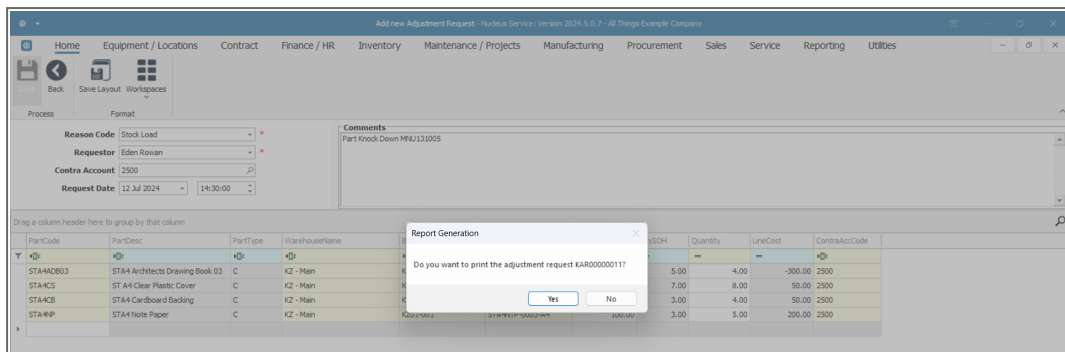 Add new Adjustment Request - Nucleus Service: Version 2024.5.0.7 - All Things Example Company
Home Equipment / Locations Contract Finance / HR Inventory Maintenance / Projects Manufacturing Procurement Sales Service Reporting Utilities
Save Back Save Layout Workspaces
Process Format
Reason Code Stock Load *
Requestor Eden Rowan *
Contra Account 2500
Request Date 12 Jul 2024 14:30:00
Comments
Part Knock Down MNU131005
Drag a column header here to group by that column
PartCode PartDesc PartType WarehouseName ySOH Quantity LineCost ContraAccCode
STA4ADB03 STA4 Architects Drawing Book 03 C KZ - Main 5.00 4.00 -300.00 2500
STA4CS ST A4 Clear Plastic Cover C KZ - Main 7.00 8.00 50.00 2500
STA4CB STA4 Cardboard Backing C KZ - Main 3.00 4.00 50.00 2500
STA4NP STA4 Note Paper C KZ - Main 100.00 3.00 5.00 200.00 2500
Report Generation
Do you want to print the adjustment request KAR00000011?
Yes No